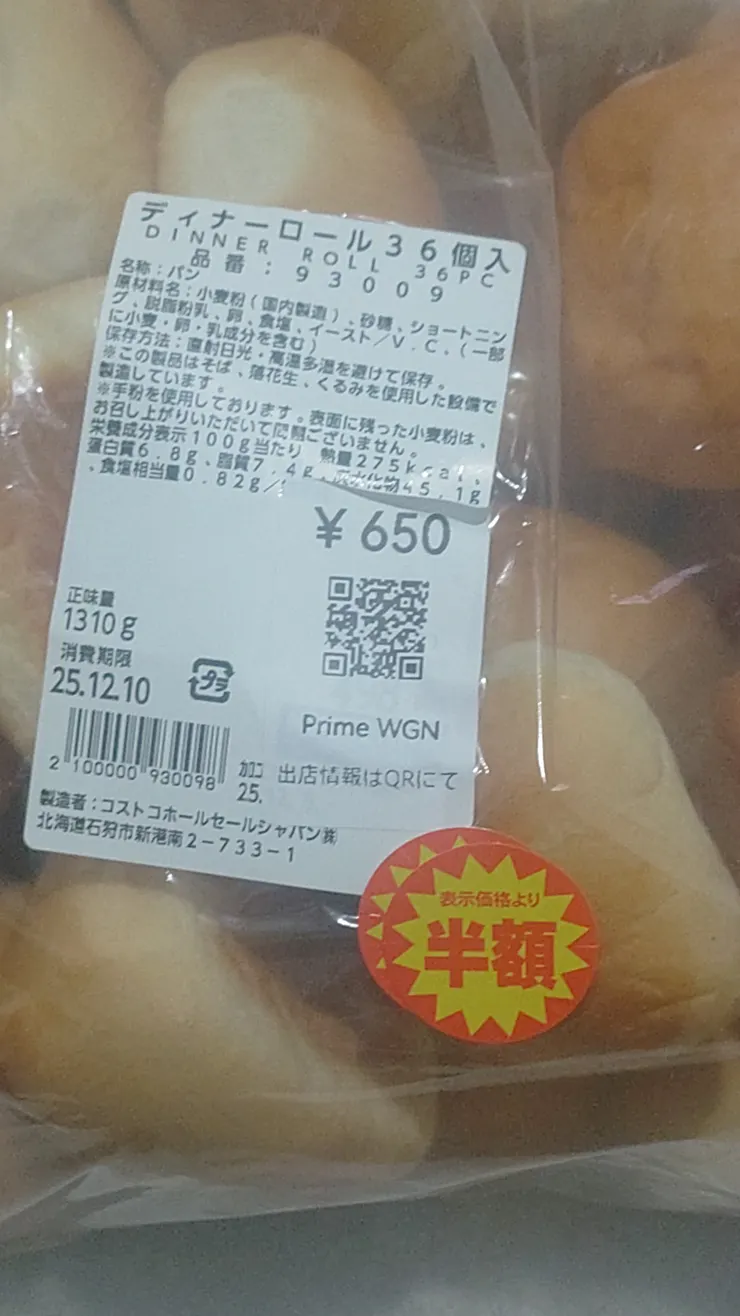 ディナーロール36個入
DINNER ROLL 36PC
品番:93009
名称:パン
原材料名:小麦粉(国内製造)、砂糖、ショートニン
グ、脱脂粉乳、卵、食塩、イースト/V.C、(一部
に小麦・卵・乳成分を含む)
保存方法:直射日光・高温多湿を避けて保存。
※この製品はそば、落花生、くるみを使用した設備で
製造しています。
※手粉を使用しております。表面に残った小麦粉は、
お召し上がりいただいて問題ございません。
栄養成分表示100g当たり 熱量275kcal、
蛋白質6.8g、脂質7.4g、炭水化物45.1g
、食塩相当量0.82g/
¥650
正味量
1310g
消費期限
25.12.10
プラ
Prime WGN
2 100000 930098
加工
25.
出店情報はQRにて
製造者:コストコホールセールジャパン㈱
北海道石狩市新港南2-733-1
表示価格より
半額